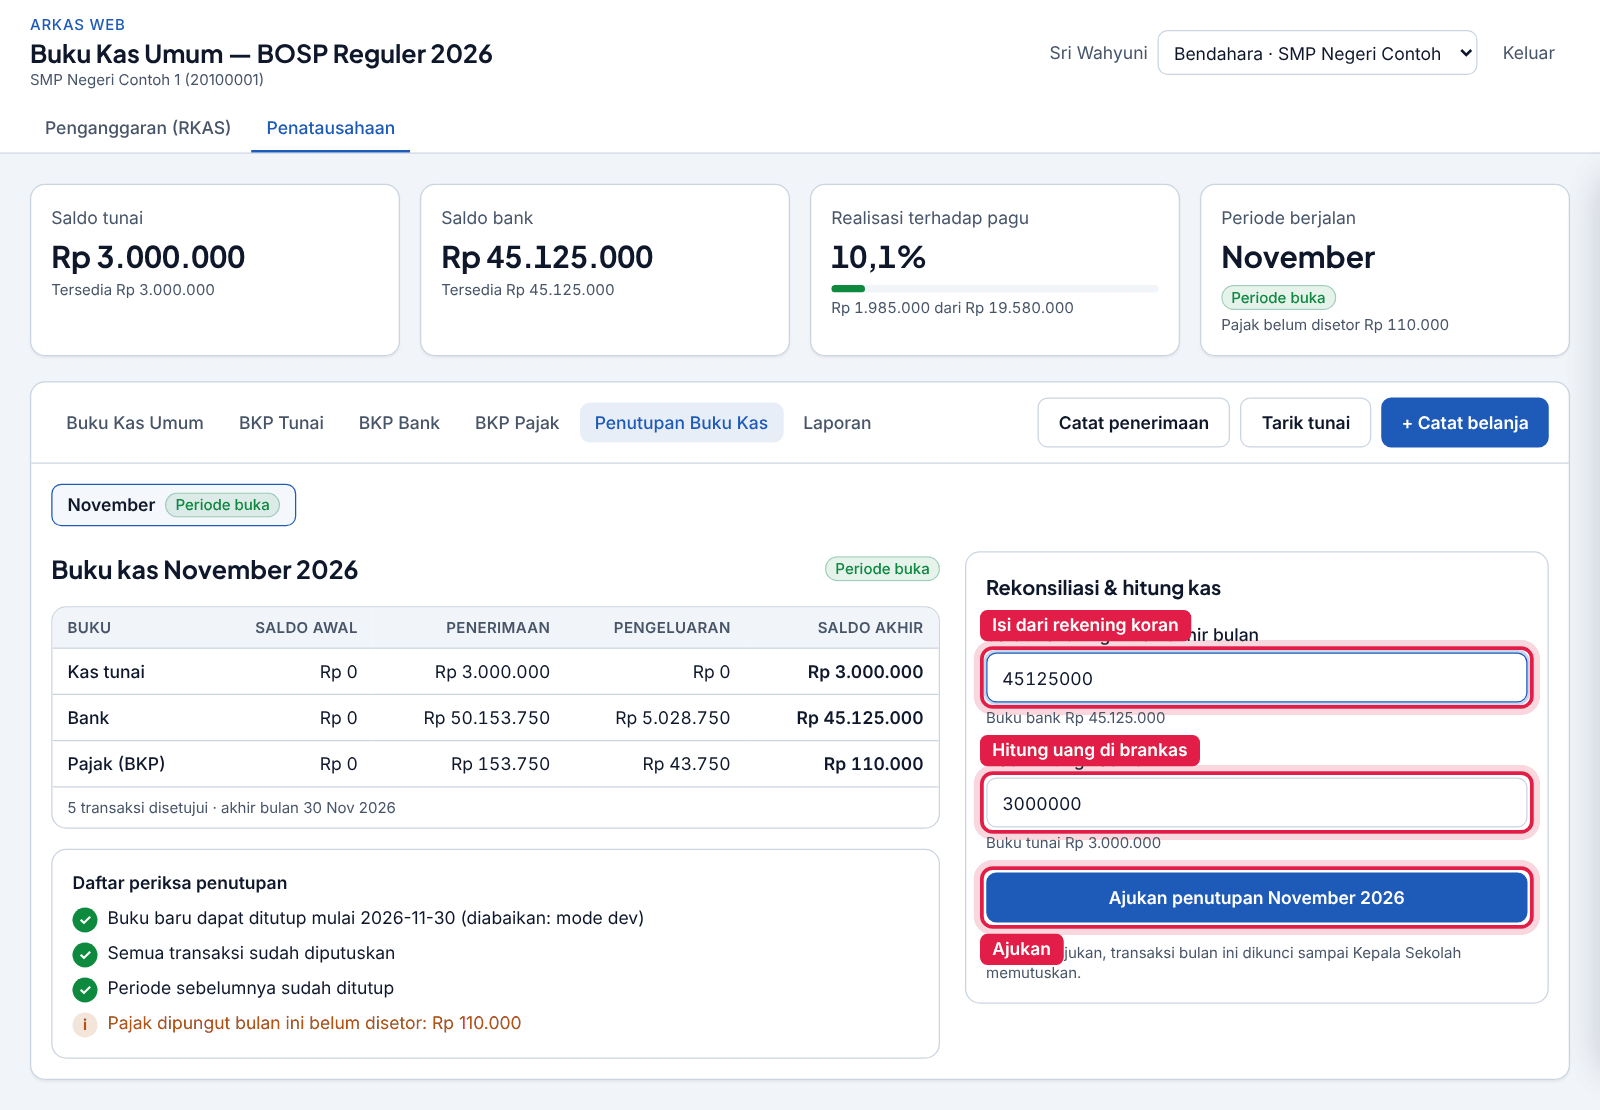 ARKAS WEB
Buku Kas Umum — BOSP Reguler 2026
SMP Negeri Contoh 1 (20100001)
Sri Wahyuni
Bendahara · SMP Negeri Contoh
Keluar
Penganggaran (RKAS)
Penatausahaan
Saldo tunai
Rp 3.000.000
Tersedia Rp 3.000.000
Saldo bank
Rp 45.125.000
Tersedia Rp 45.125.000
Realisasi terhadap pagu
10,1%
Rp 1.985.000 dari Rp 19.580.000
Periode berjalan
November
Periode buka
Pajak belum disetor Rp 110.000
Buku Kas Umum
BKP Tunai
BKP Bank
BKP Pajak
Penutupan Buku Kas
Laporan
Catat penerimaan
Tarik tunai
+ Catat belanja
November Periode buka
Buku kas November 2026
Periode buka
BUKU SALDO AWAL PENERIMAAN PENGELUARAN SALDO AKHIR
Kas tunai Rp 0 Rp 3.000.000 Rp 0 Rp 3.000.000
Bank Rp 0 Rp 50.153.750 Rp 5.028.750 Rp 45.125.000
Pajak (BKP) Rp 0 Rp 153.750 Rp 43.750 Rp 110.000
5 transaksi disetujui · akhir bulan 30 Nov 2026
Daftar periksa penutupan
Buku baru dapat ditutup mulai 2026-11-30 (diabaikan: mode dev)
Semua transaksi sudah diputuskan
Periode sebelumnya sudah ditutup
i Pajak dipungut bulan ini belum disetor: Rp 110.000
Rekonsiliasi & hitung kas
Isi dari rekening koran
bulan
45125000
Buku bank Rp 45.125.000
Hitung uang di brankas
3000000
Buku tunai Rp 3.000.000
Ajukan penutupan November 2026
Ajukan
jukan, transaksi bulan ini dikunci sampai Kepala Sekolah
memutuskan.